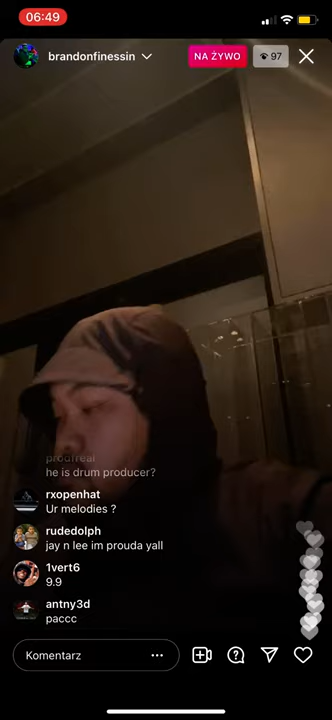 06:49
brandonfinessin
NA ŻYWO
97
prodfreal
he is drum producer?
rxopenhat
Ur melodies ?
rudedolph
jay n lee im prouda yall
1vert6
9.9
antny3d
paccc
Komentarz